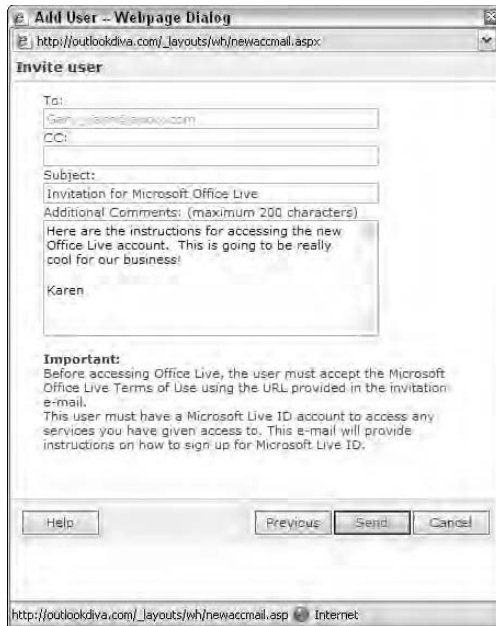 Add User -- Webpage Dialog
http://outlookdiva.com/_layouts/wh/newaccmail.aspx
Invite user
To:
CC:
Subject:
Invitation for Microsoft Office Live
Additional Comments: (maximum 200 characters)
Here are the instructions for accessing the new
Office Live account. This is going to be really
cool for our business!
Karen
Important:
Before accessing Office Live, the user must accept the Microsoft
Office Live Terms of Use using the URL provided in the invitation
e-mail.
This user must have a Microsoft Live ID account to access any
services you have given access to. This e-mail will provide
instructions on how to sign up for Microsoft Live ID.
Help
Previous
Send
Cancel
http://outlookdiva.com/_layouts/wh/newaccmail.asp
Internet